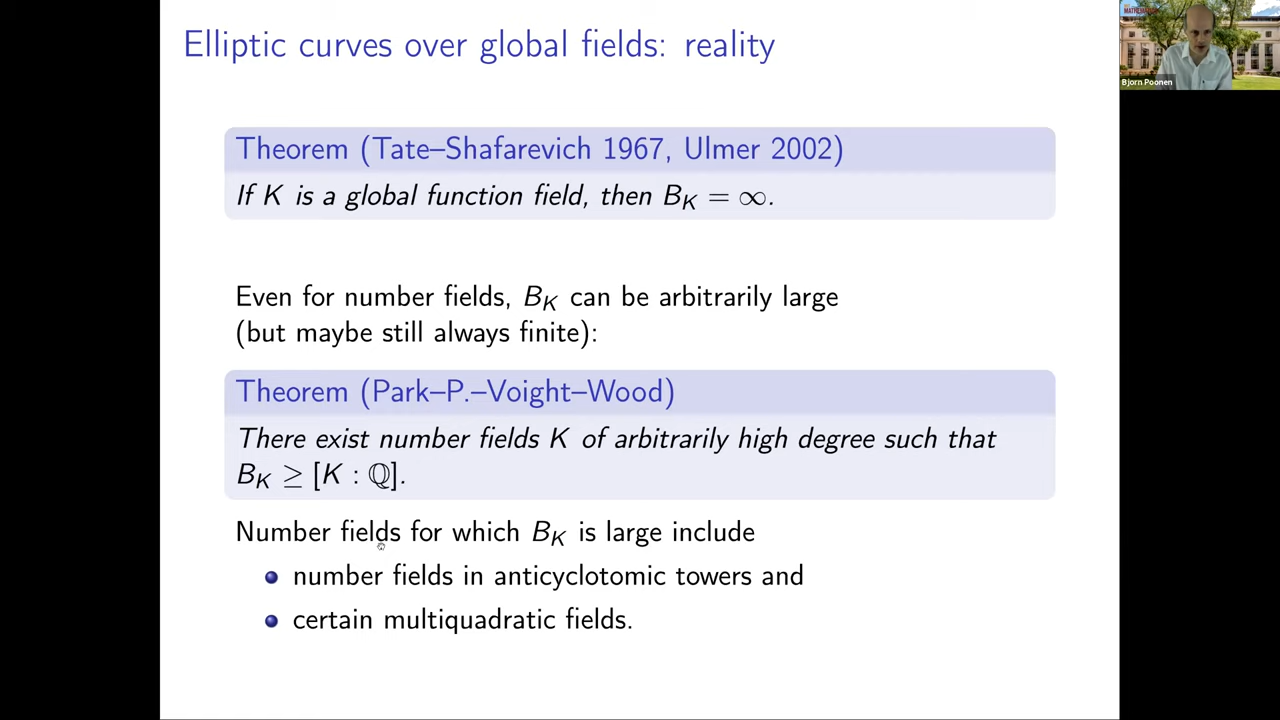 Elliptic curves over global fields: reality
MATHEMATICS
Bjorn Poonen
Theorem (Tate–Shafarevich 1967, Ulmer 2002)
If K is a global function field, then B_K = ∞.
Even for number fields, B_K can be arbitrarily large
(but maybe still always finite):
Theorem (Park–P.–Voight–Wood)
There exist number fields K of arbitrarily high degree such that
B_K ≥ [K : ℚ].
Number fields for which B_K is large include
number fields in anticyclotomic towers and
certain multiquadratic fields.